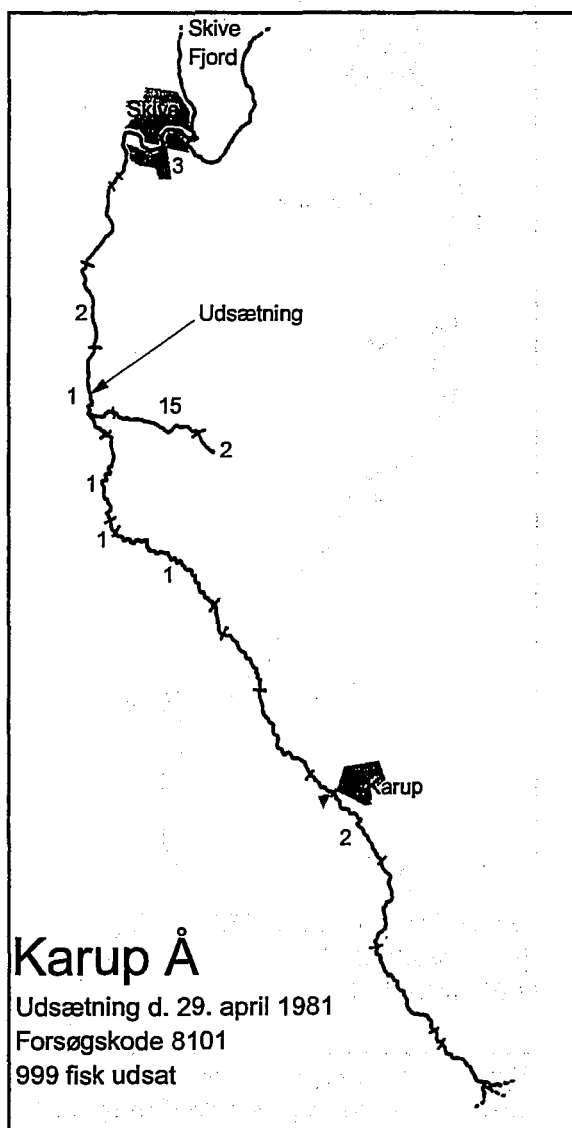 Skive
Fjord
Skive
3
2
Udsætning
1
15
2
1
1
1
Karup
2
Karup Å
Udsætning d. 29. april 1981
Forsøgskode 8101
999 fisk udsat